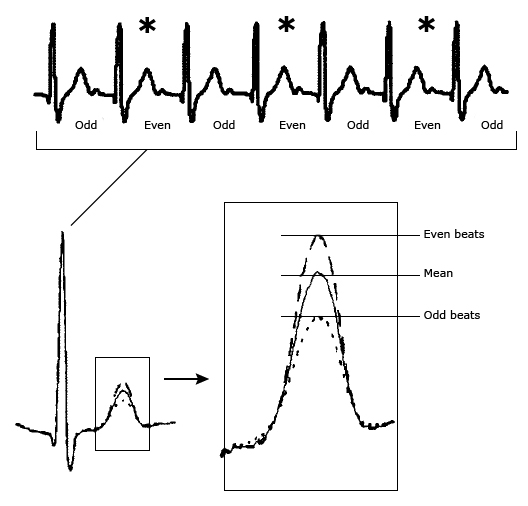 * * *
Odd Even Odd Even Odd Even Odd
Even beats
Mean
Odd beats